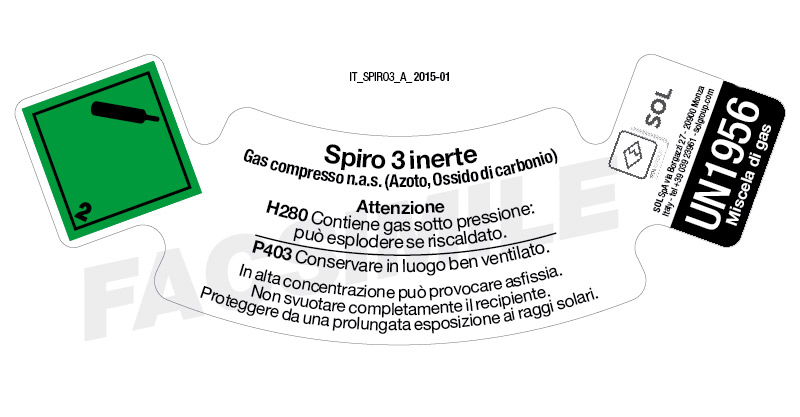 IT_SPIRO3_A_ 2015-01
2
Spiro 3 inerte
Gas compresso n.a.s. (Azoto, Ossido di carbonio)
Attenzione
H280 Contiene gas sotto pressione:
può esplodere se riscaldato.
P403 Conservare in luogo ben ventilato.
In alta concentrazione può provocare asfissia.
Non svuotare completamente il recipiente.
Proteggere da una prolungata esposizione ai raggi solari.
SOL
SOL SpA via Borgazzi 27 - 20900 Monza
Italy - tel +39 039 23961 - solgroup.com
UN1956
Miscela di gas
FACSIMILE